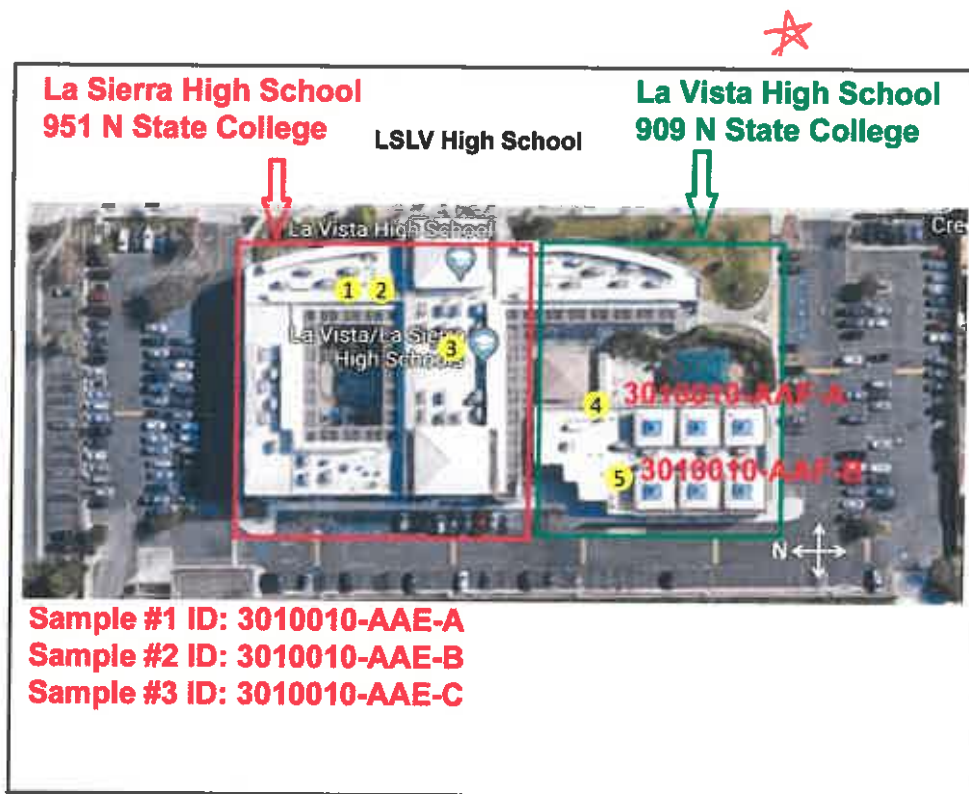 La Sierra High School
951 N State College
La Vista High School
909 N State College
LSLV High School
La Vista High School
Cre
1 2
La Vista/La Sierra
High Schools
3
4 3010010-AAF-A
5 3010010-AAF-B
N
Sample #1 ID: 3010010-AAE-A
Sample #2 ID: 3010010-AAE-B
Sample #3 ID: 3010010-AAE-C